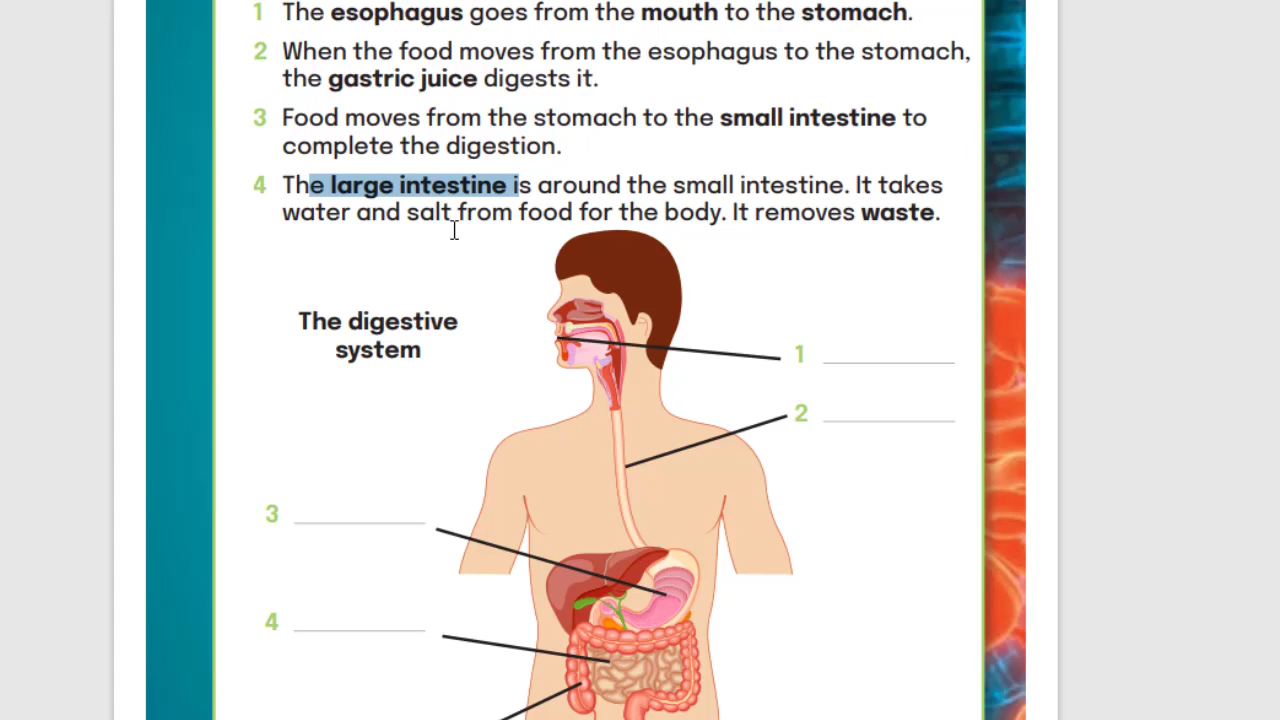 1 The esophagus goes from the mouth to the stomach.
2 When the food moves from the esophagus to the stomach,
the gastric juice digests it.
3 Food moves from the stomach to the small intestine to
complete the digestion.
4 The large intestine is around the small intestine. It takes
water and salt from food for the body. It removes waste.
The digestive
system
1
2
3
4